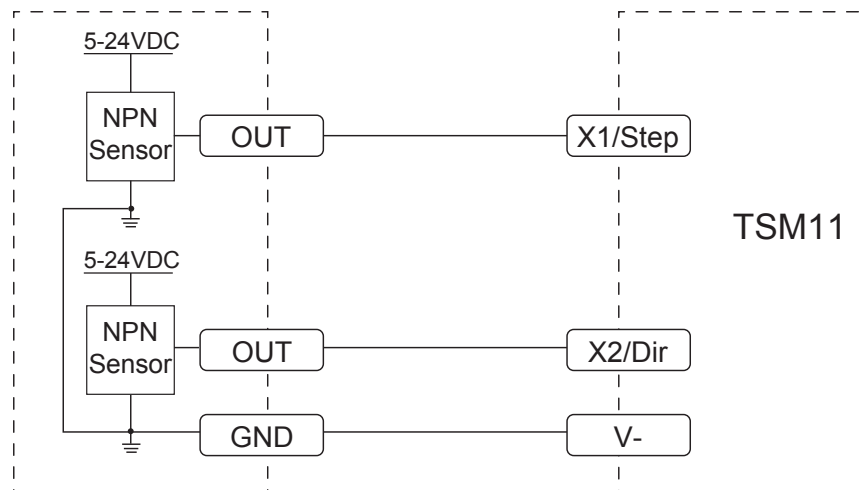 5-24VDC
NPN
Sensor
OUT
X1/Step
TSM11
5-24VDC
NPN
Sensor
OUT
X2/Dir
GND
V-